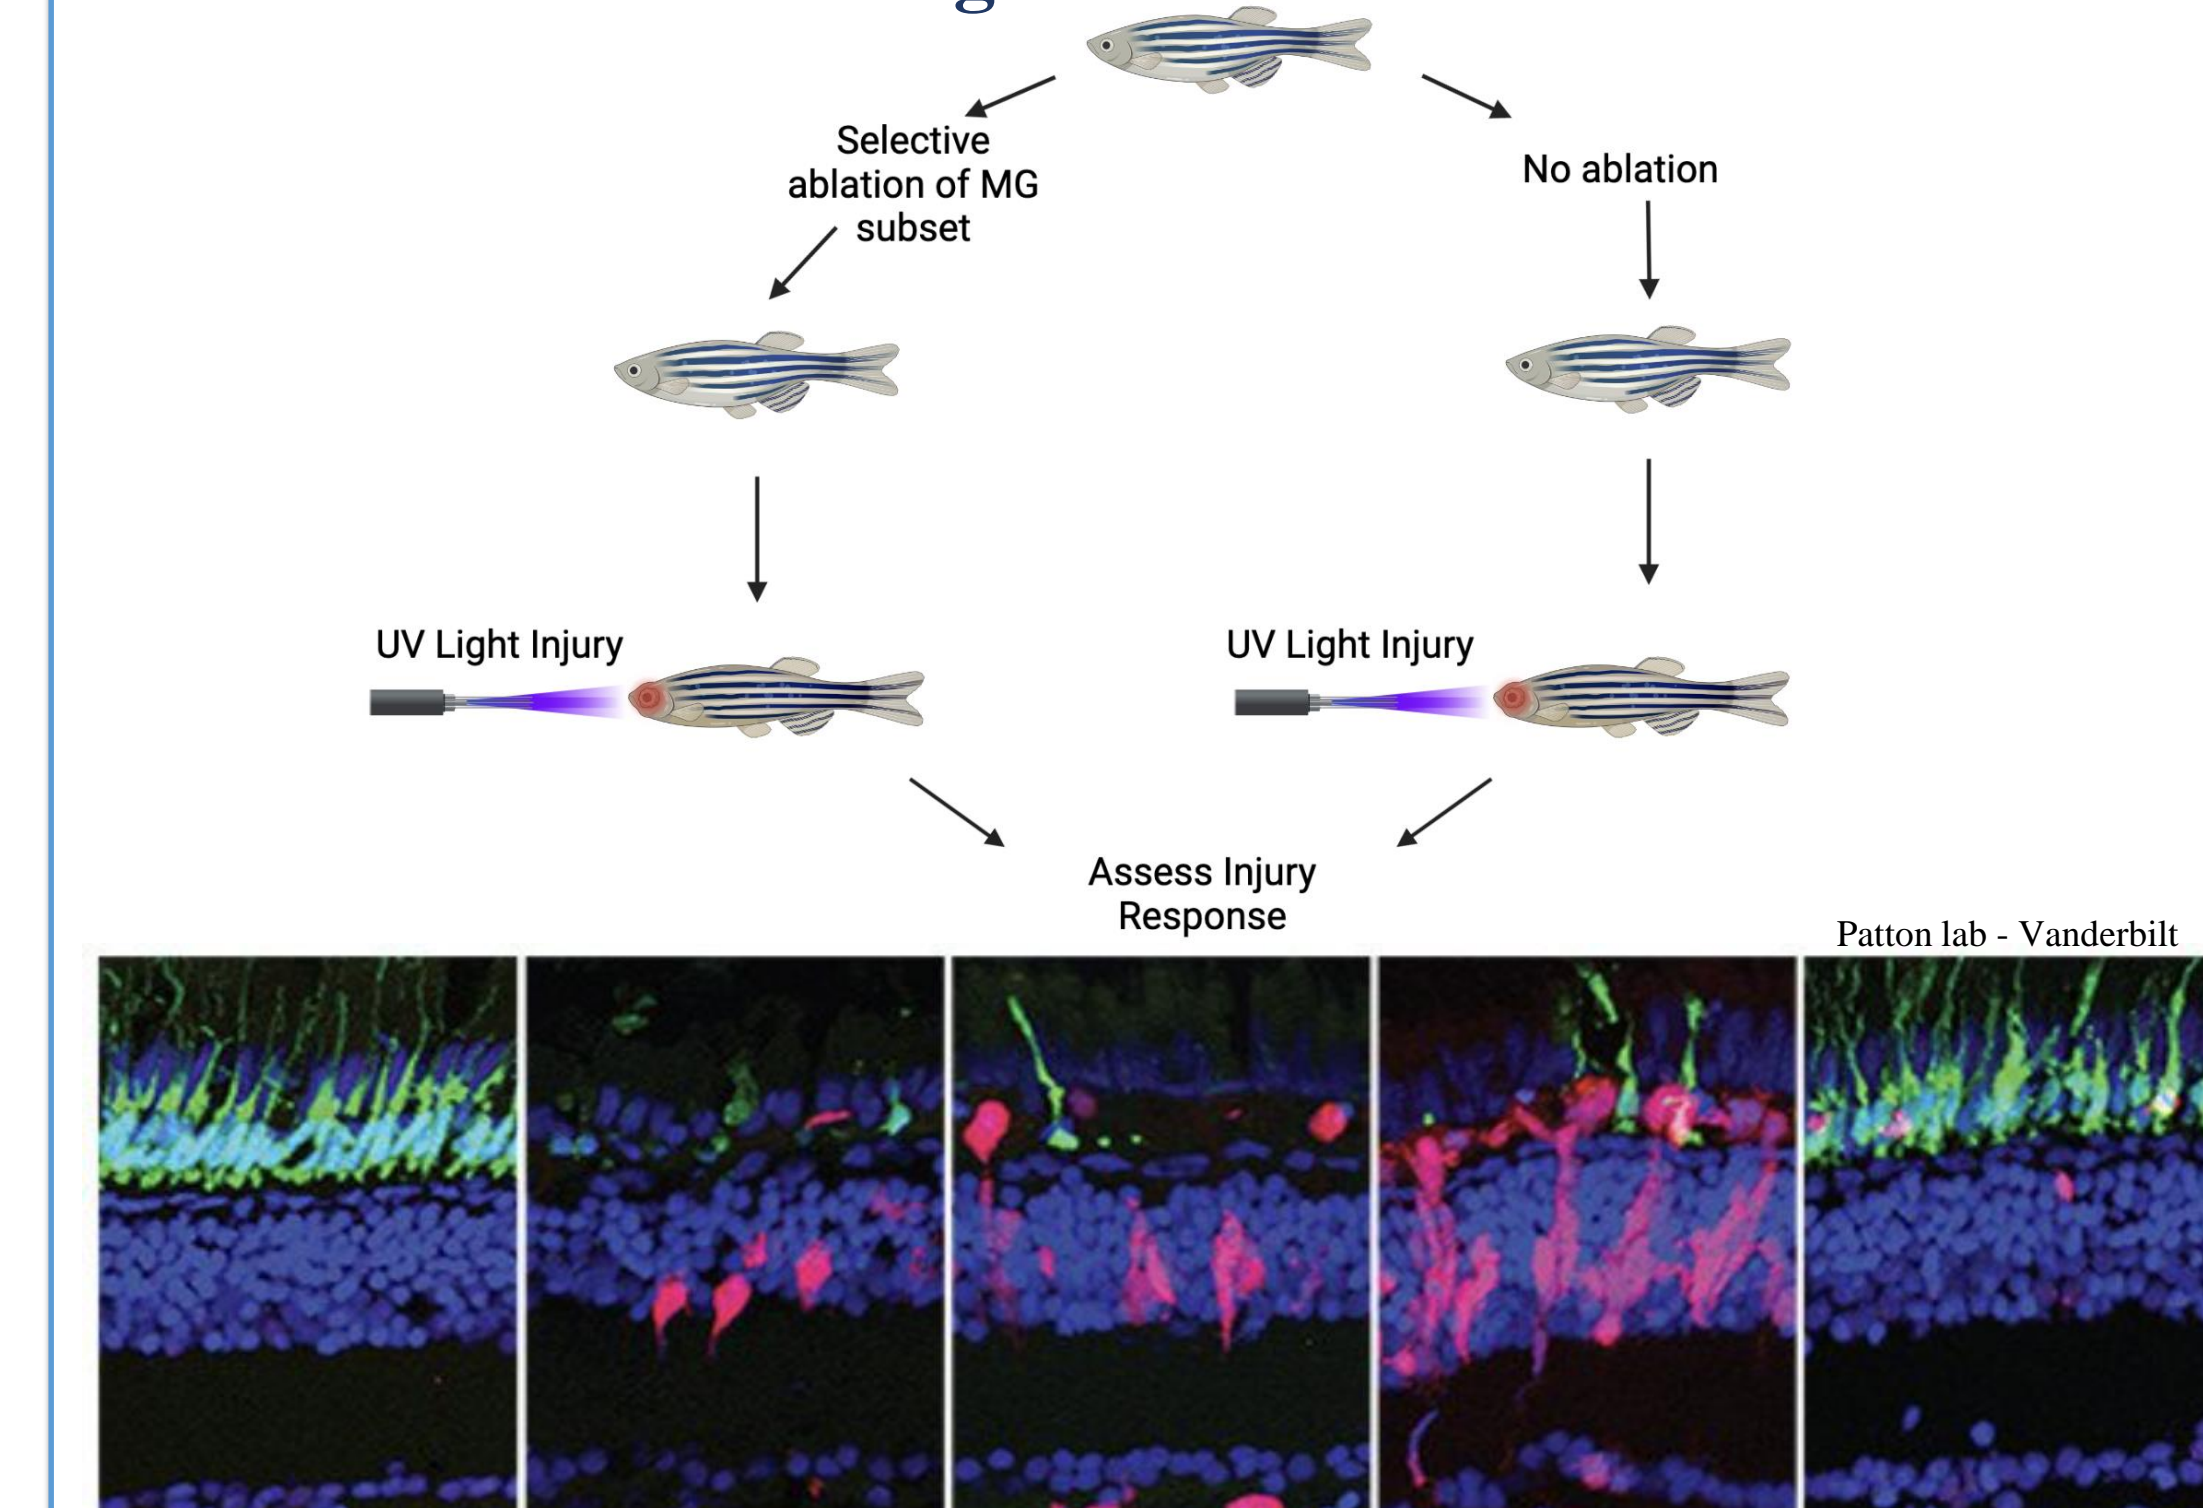 Selective
ablation of MG
subset
No ablation
UV Light Injury
UV Light Injury
Assess Injury
Response
Patton lab - Vanderbilt